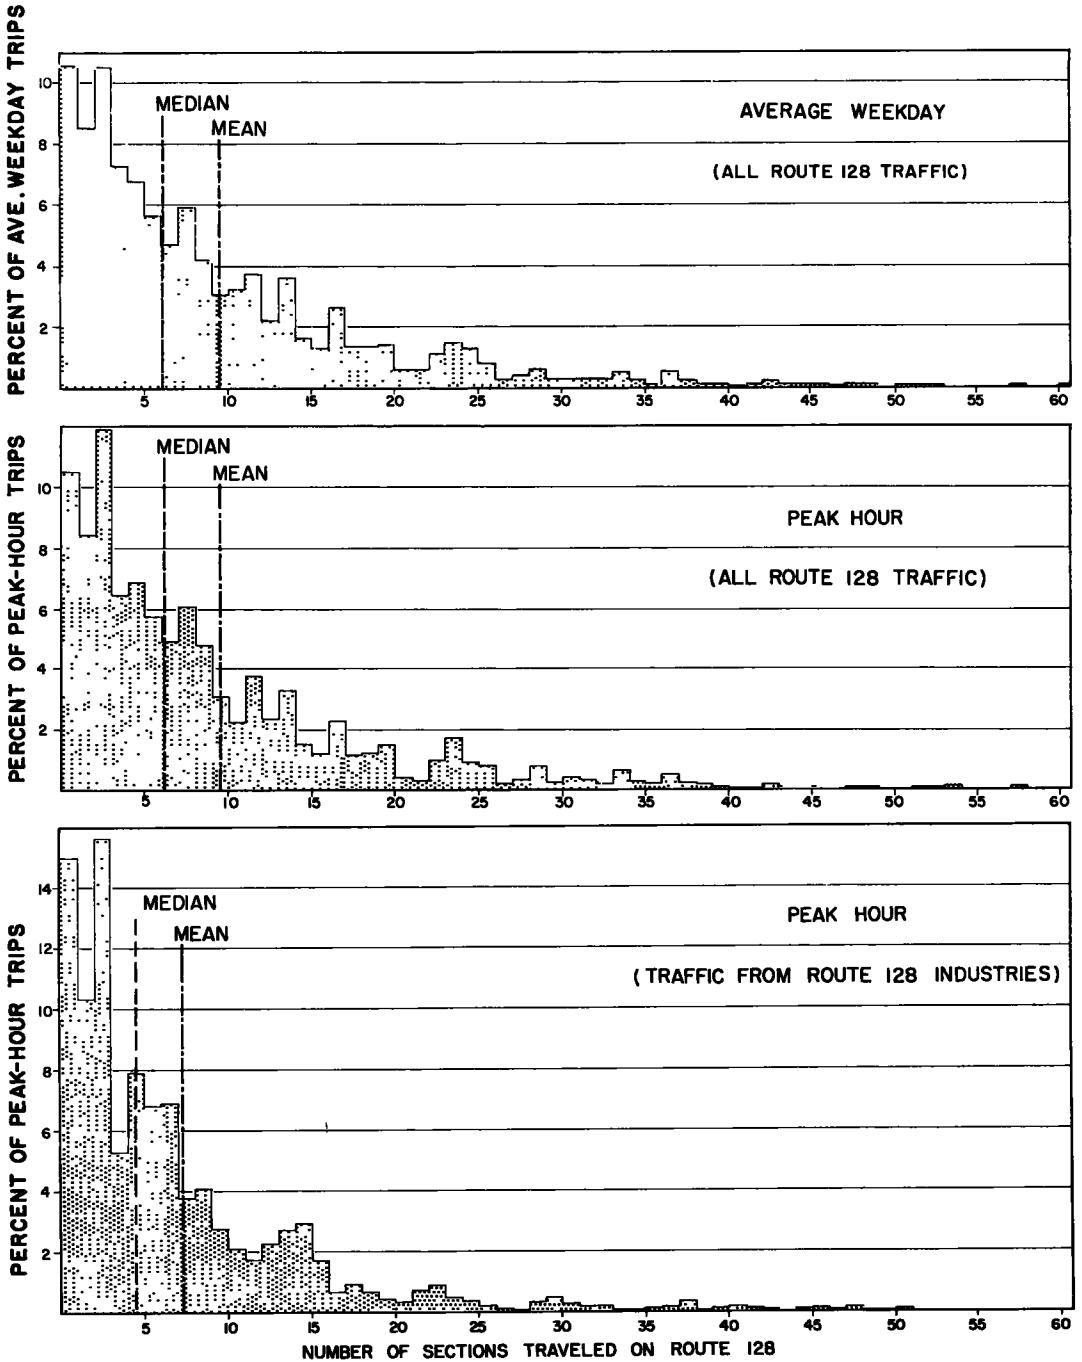 PERCENT OF AVE. WEEKDAY TRIPS
10
8
6
4
2
MEDIAN
MEAN
AVERAGE WEEKDAY
(ALL ROUTE 128 TRAFFIC)
5 10 15 20 25 30 35 40 45 50 55 60
PERCENT OF PEAK-HOUR TRIPS
10
8
6
4
2
MEDIAN
MEAN
PEAK HOUR
(ALL ROUTE 128 TRAFFIC)
5 10 15 20 25 30 35 40 45 50 55 60
PERCENT OF PEAK-HOUR TRIPS
14
12
10
8
6
4
2
MEDIAN
MEAN
PEAK HOUR
(TRAFFIC FROM ROUTE 128 INDUSTRIES)
5 10 15 20 25 30 35 40 45 50 55 60
NUMBER OF SECTIONS TRAVELED ON ROUTE 128